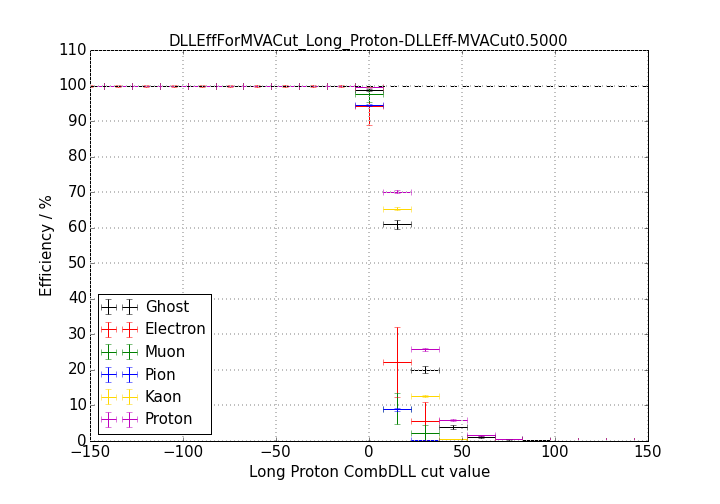 DLLEffForMVACut_Long_Proton-DLLEff-MVACut0.5000
110
100
90
80
70
60
50
40
30
20
10
0
Efficiency / %
Ghost
Electron
Muon
Pion
Kaon
Proton
−150 −100 −50 0 50 100 150
Long Proton CombDLL cut value